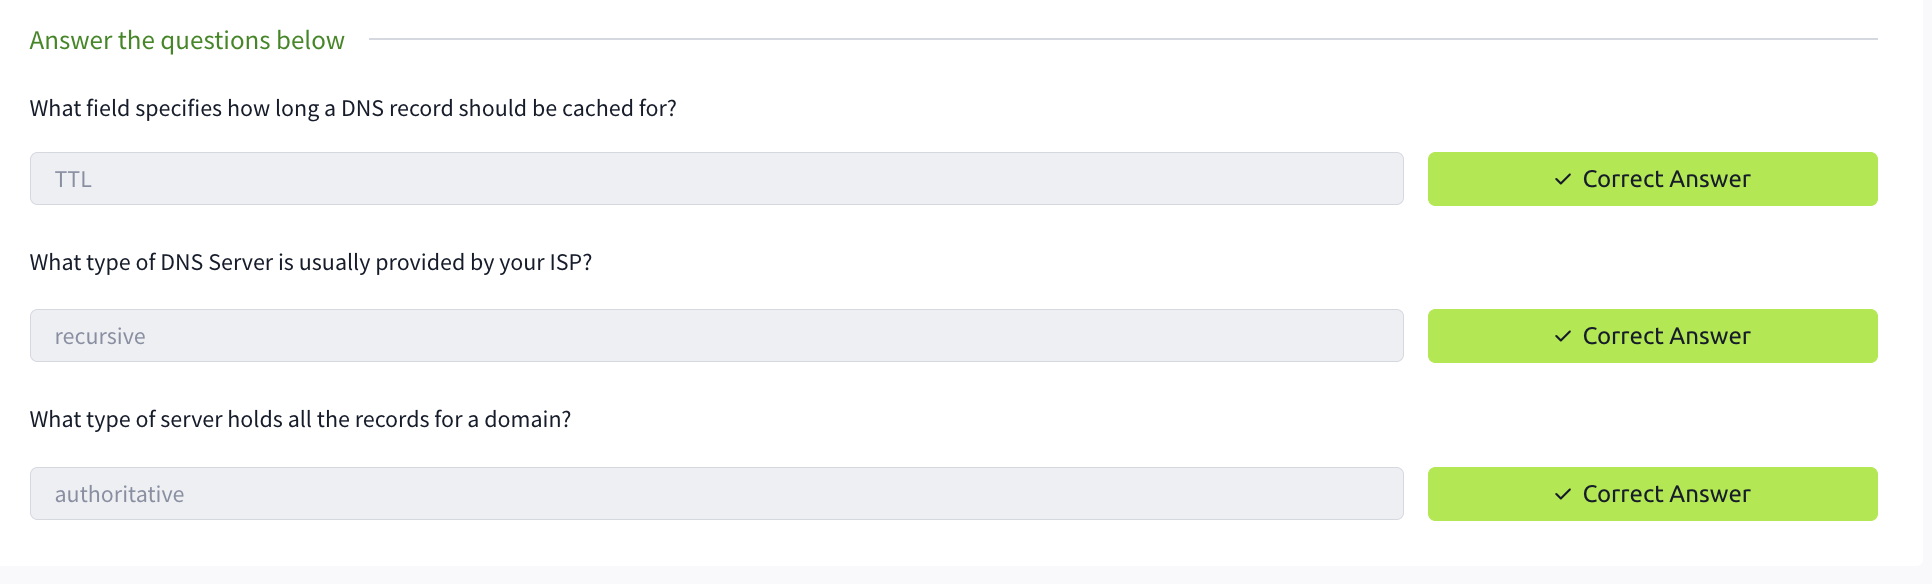 Answer the questions below
What field specifies how long a DNS record should be cached for?
TTL
✓ Correct Answer
What type of DNS Server is usually provided by your ISP?
recursive
✓ Correct Answer
What type of server holds all the records for a domain?
authoritative
✓ Correct Answer